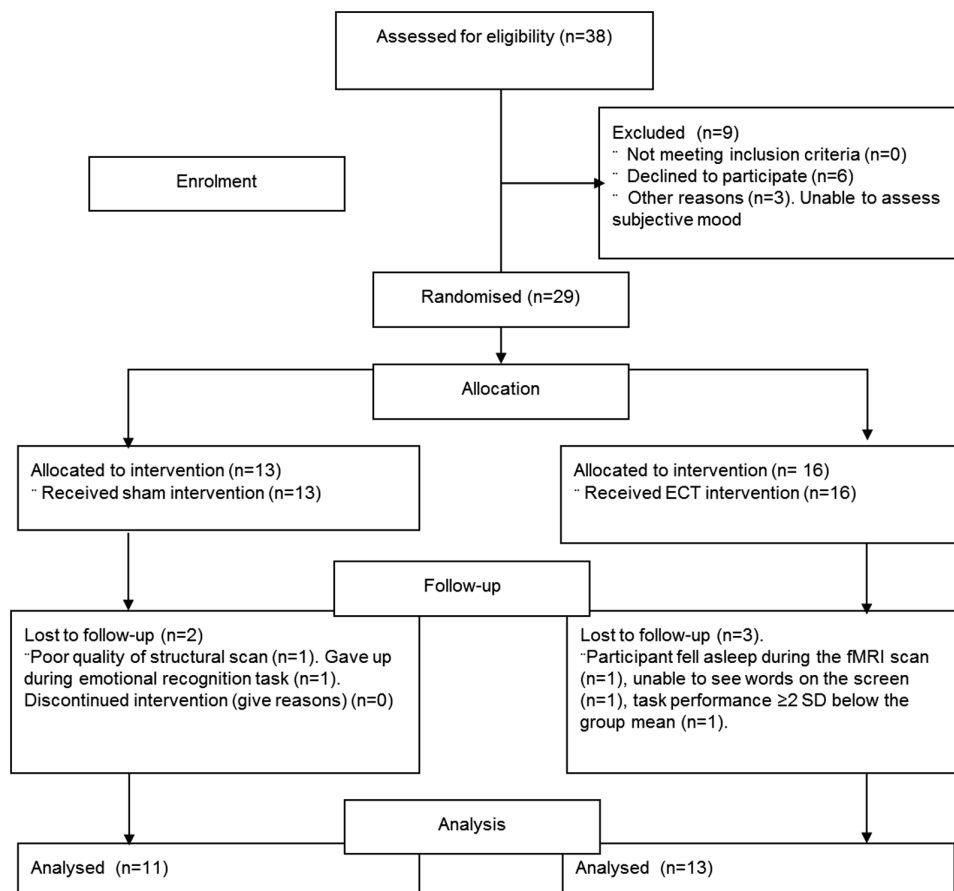 Assessed for eligibility (n=38)
Excluded  (n=9)
¨  Not meeting inclusion criteria (n=0)
¨  Declined to participate (n=6)
¨  Other reasons (n=3). Unable to assess
subjective mood
Enrolment
Randomised (n=29)
Allocation
Allocated to intervention (n=13)
¨ Received sham intervention (n=13)
Allocated to intervention (n= 16)
¨ Received ECT intervention (n=16)
Follow-up
Lost to follow-up (n=2)
¨Poor quality of structural scan (n=1). Gave up
during emotional recognition task (n=1).
Discontinued intervention (give reasons) (n=0)
Lost to follow-up (n=3).
¨Participant fell asleep during the fMRI scan
(n=1), unable to see words on the screen
(n=1), task performance ≥2 SD below the
group mean (n=1).
Analysis
Analysed (n=11)
Analysed (n=13)